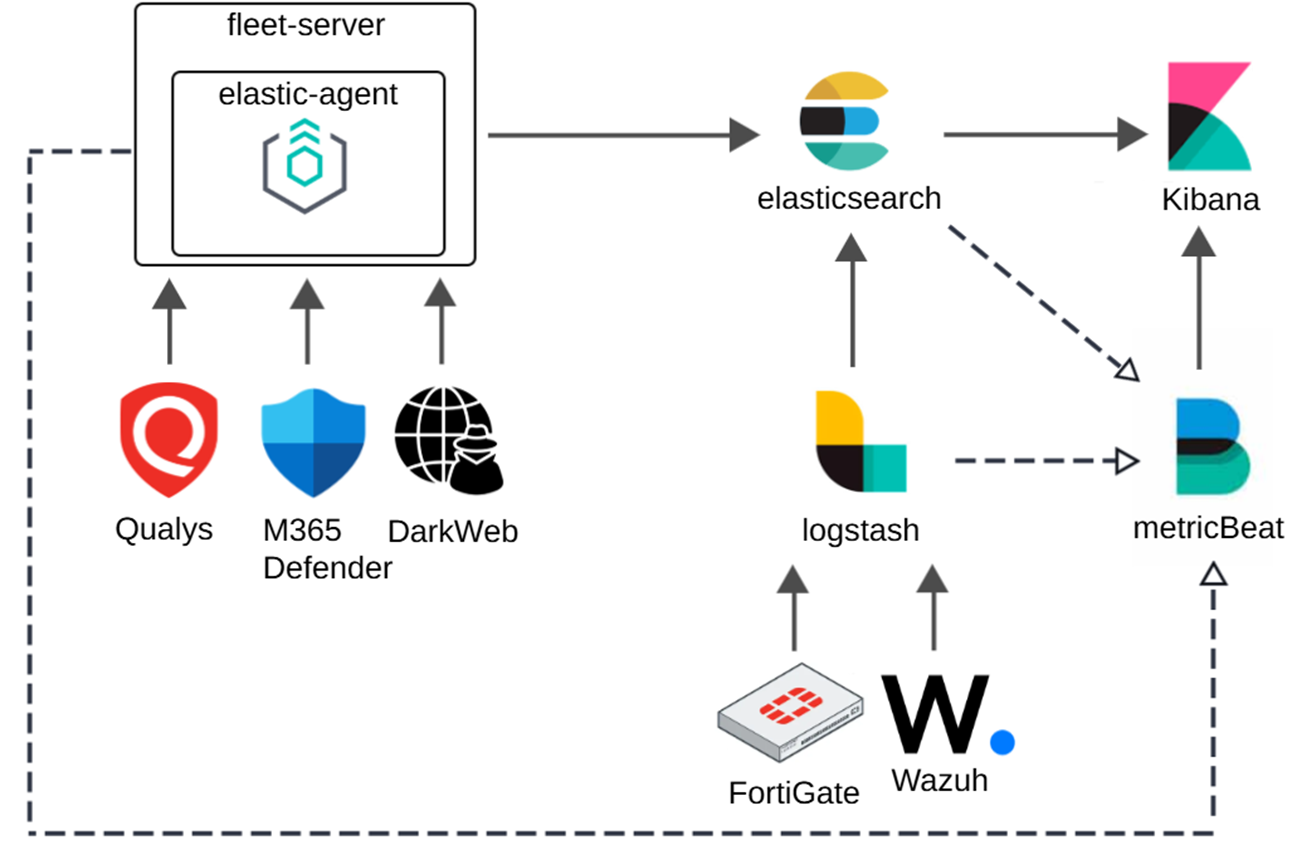 fleet-server
elastic-agent
elasticsearch
Kibana
Qualys
M365
Defender
DarkWeb
logstash
metricBeat
W.
FortiGate
Wazuh